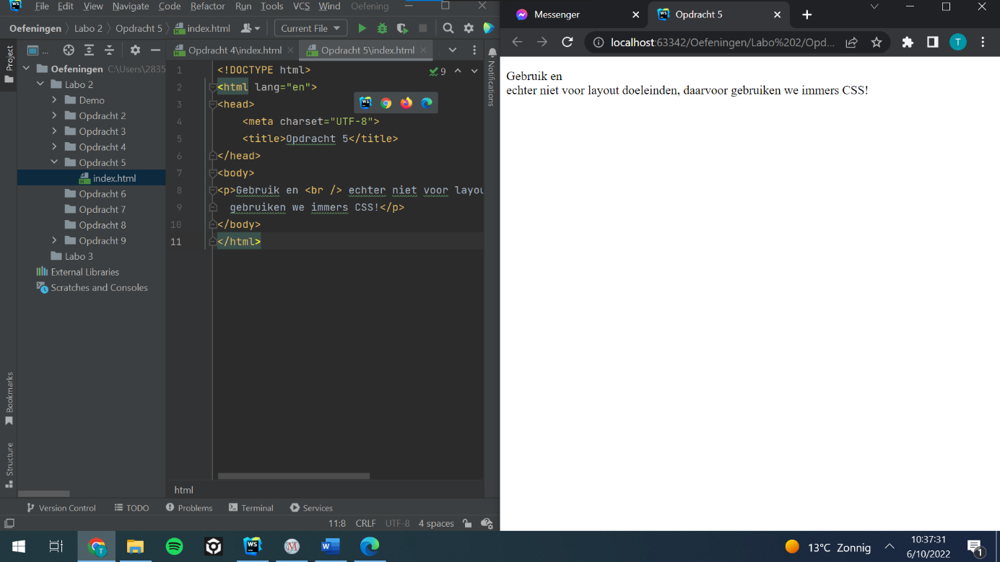 File Edit View Navigate Code Refactor Run Tools VCS Wind Oefening
Oefeningen Labo 2 Opdracht 5 index.html Current File
Project
Opdracht 4\index.html Opdracht 5\index.html
Notifications
Oefeningen C:\Users\2835
Labo 2
Demo
Opdracht 2
Opdracht 3
Opdracht 4
Opdracht 5
index.html
Opdracht 6
Opdracht 7
Opdracht 8
Opdracht 9
Labo 3
External Libraries
Scratches and Consoles
Bookmarks
Structure
9
1 <!DOCTYPE html>
2 <html lang="en">
3 <head>
4 <meta charset="UTF-8">
5 <title>Opdracht 5</title>
6 </head>
7 <body>
8 <p>Gebruik en <br /> echter niet voor layou
9 gebruiken we immers CSS!</p>
10 </body>
11 </html>
html
Version Control TODO Problems Terminal Services
11:8 CRLF UTF-8 4 spaces
Messenger Opdracht 5
localhost:63342/Oefeningen/Labo%202/Opd... T
Gebruik en
echter niet voor layout doeleinden, daarvoor gebruiken we immers CSS!
13°C Zonnig
10:37:31
6/10/2022
1